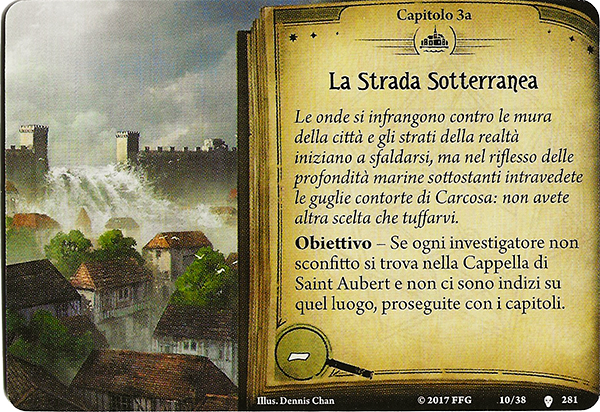 Capitolo 3a
La Strada Sotterranea
Le onde si infrangono contro le mura
della città e gli strati della realtà
iniziano a sfaldarsi, ma nel riflesso delle
profondità marine sottostanti intravedete
le guglie contorte di Carcosa: non avete
altra scelta che tuffarvi.
Obiettivo – Se ogni investigatore non
sconfitto si trova nella Cappella di
Saint Aubert e non ci sono indizi su
quel luogo, proseguite con i capitoli.
–
Illus. Dennis Chan
© 2017 FFG
10/38
281